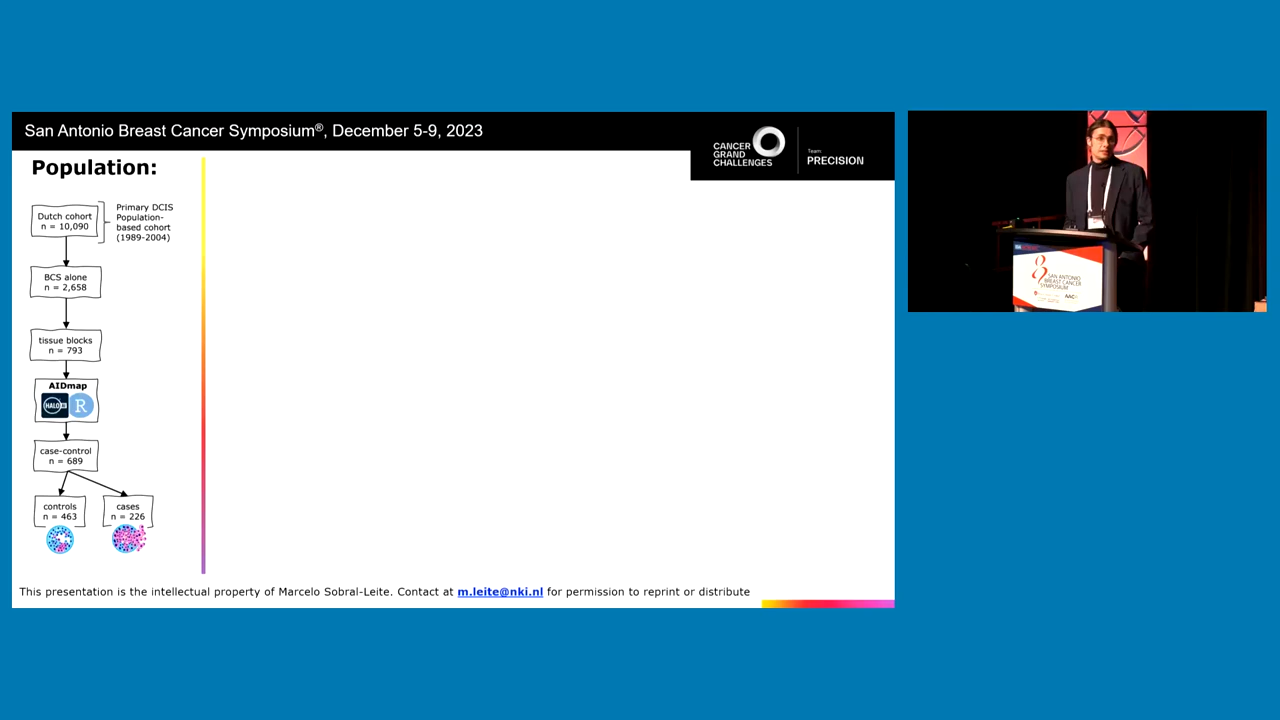 San Antonio Breast Cancer Symposium®, December 5-9, 2023
CANCER
GRAND
CHALLENGES
Team
PRECISION
Population:
Dutch cohort
n = 10,090
Primary DCIS
Population-
based cohort
(1989-2004)
BCS alone
n = 2,658
tissue blocks
n = 793
AIDmap
HALO
R
case-control
n = 689
controls
n = 463
cases
n = 226
This presentation is the intellectual property of Marcelo Sobral-Leite. Contact at m.leite@nki.nl for permission to reprint or distribute
SAN ANTONIO
BREAST CANCER
SYMPOSIUM